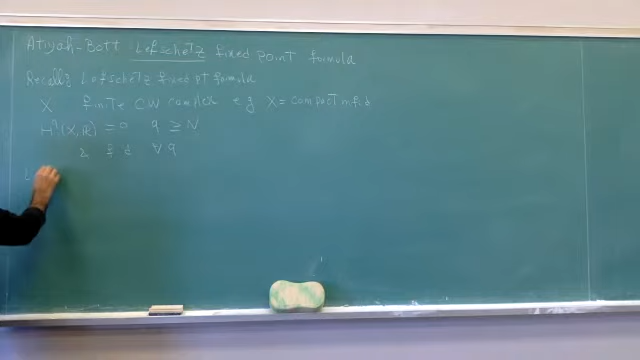 Atiyah-Bott Lefschetz fixed point formula
Recall: Lefschetz fixed pt formula
X finite CW complex e.g. X = compact mfld
H^q(X, ℝ) = 0 q ≥ N
& f.d. ∀ q
L